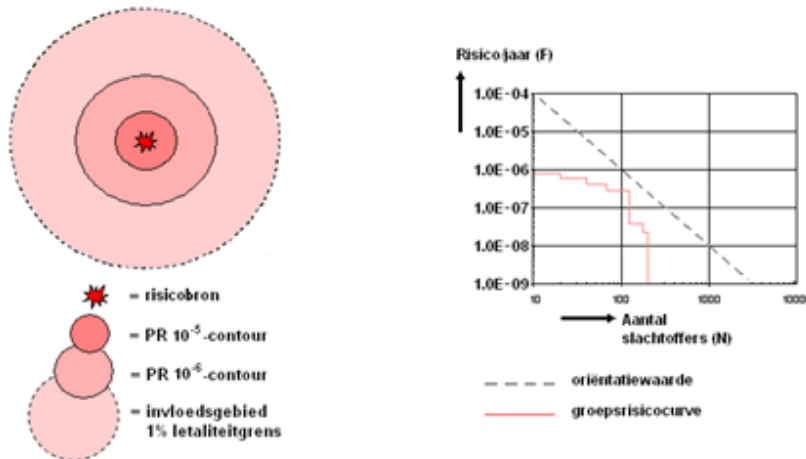 = risicobron
= PR 10⁻⁵-contour
= PR 10⁻⁶-contour
= invloedsgebied
1% letaliteitgrens
Risico/jaar (F)
1.0E-04
1.0E-05
1.0E-06
1.0E-07
1.0E-08
1.0E-09
10 100 1000 1000
Aantal
slachtoffers (N)
oriëntatiewaarde
groepsrisicocurve